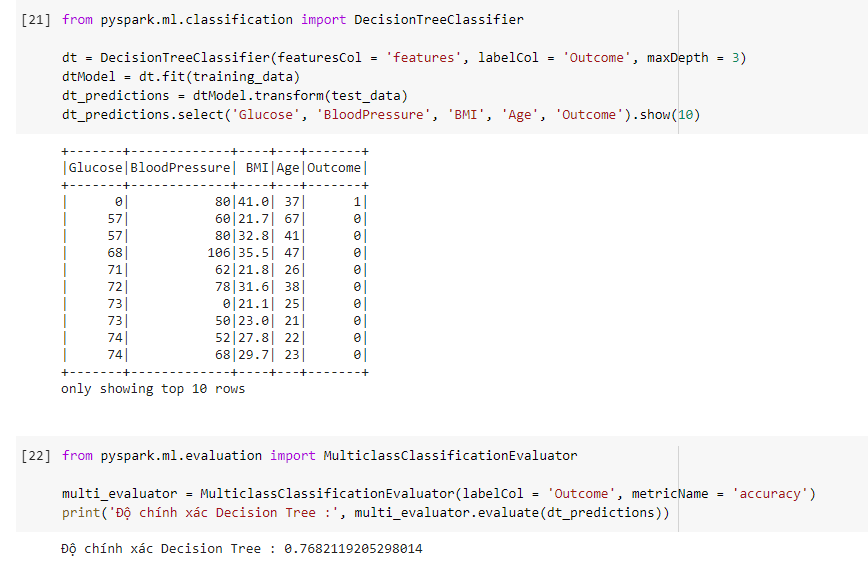 [21] from pyspark.ml.classification import DecisionTreeClassifier
dt = DecisionTreeClassifier(featuresCol = 'features', labelCol = 'Outcome', maxDepth = 3)
dtModel = dt.fit(training_data)
dt_predictions = dtModel.transform(test_data)
dt_predictions.select('Glucose', 'BloodPressure', 'BMI', 'Age', 'Outcome').show(10)
+-------+-------------+----+---+-------+
|Glucose|BloodPressure| BMI|Age|Outcome|
+-------+-------------+----+---+-------+
|      0|           80|41.0| 37|      1|
|     57|           60|21.7| 67|      0|
|     57|           80|32.8| 41|      0|
|     68|          106|35.5| 47|      0|
|     71|           62|21.8| 26|      0|
|     72|           78|31.6| 38|      0|
|     73|            0|21.1| 25|      0|
|     73|           50|23.0| 21|      0|
|     74|           52|27.8| 22|      0|
|     74|           68|29.7| 23|      0|
+-------+-------------+----+---+-------+
only showing top 10 rows
[22] from pyspark.ml.evaluation import MulticlassClassificationEvaluator
multi_evaluator = MulticlassClassificationEvaluator(labelCol = 'Outcome', metricName = 'accuracy')
print('Độ chính xác Decision Tree :', multi_evaluator.evaluate(dt_predictions))
Độ chính xác Decision Tree : 0.7682119205298014